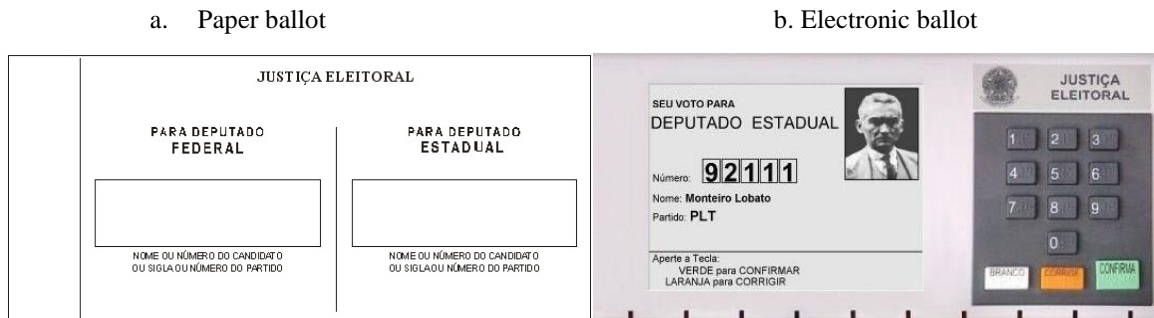 a. Paper ballot
b. Electronic ballot
JUSTIÇA ELEITORAL
PARA DEPUTADO
FEDERAL
NOME OU NÚMERO DO CANDIDATO
OU SIGLA OU NÚMERO DO PARTIDO
PARA DEPUTADO
ESTADUAL
NOME OU NÚMERO DO CANDIDATO
OU SIGLA OU NÚMERO DO PARTIDO
SEU VOTO PARA
DEPUTADO ESTADUAL
Número: 92111
Nome: Monteiro Lobato
Partido: PLT
Aperte a Tecla:
VERDE para CONFIRMAR
LARANJA para CORRIGIR
JUSTIÇA
ELEITORAL
1 2 3
4 5 6
7 8 9
0
BRANCO CORRIGE CONFIRMA